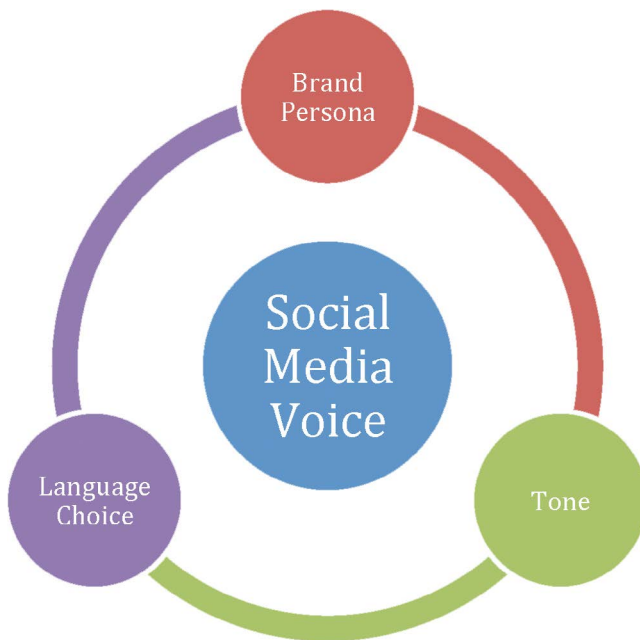 Brand
Persona
Social
Media
Voice
Language
Choice
Tone